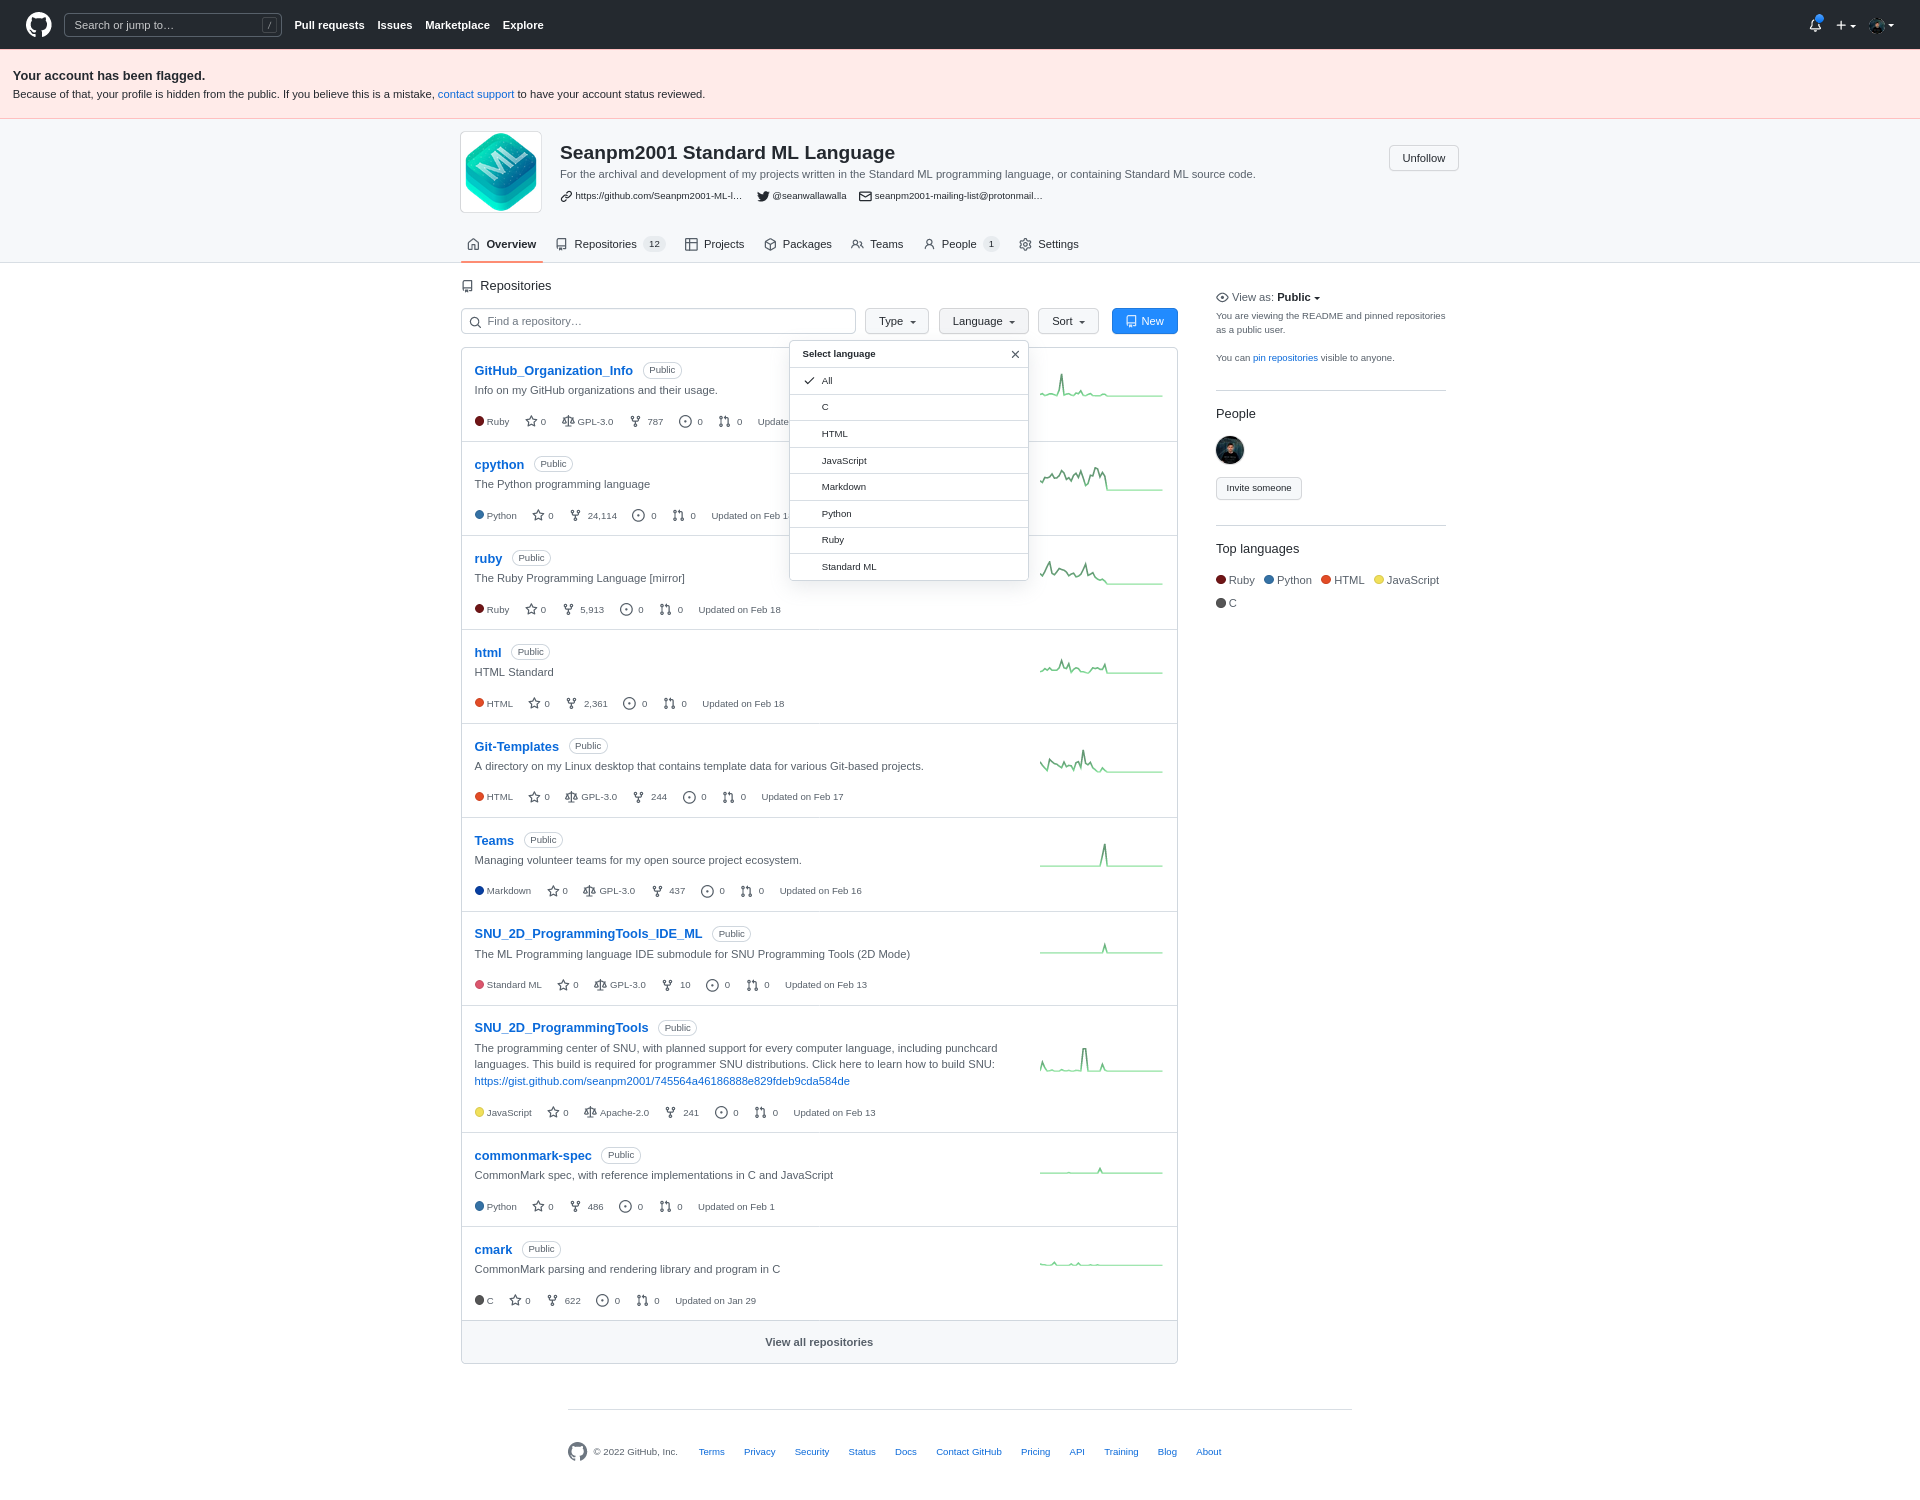 Search or jump to… /
Pull requests Issues Marketplace Explore
Your account has been flagged.
Because of that, your profile is hidden from the public. If you believe this is a mistake, contact support to have your account status reviewed.
ML
Seanpm2001 Standard ML Language
Unfollow
For the archival and development of my projects written in the Standard ML programming language, or containing Standard ML source code.
https://github.com/Seanpm2001-ML-l… @seanwallawalla seanpm2001-mailing-list@protonmail…
Overview Repositories 12 Projects Packages Teams People 1 Settings
Repositories
Find a repository… Type Language Sort New
Select language
All
C
HTML
JavaScript
Markdown
Python
Ruby
Standard ML
GitHub_Organization_Info Public
Info on my GitHub organizations and their usage.
Ruby 0 GPL-3.0 787 0 0 Update
cpython Public
The Python programming language
Python 0 24,114 0 0 Updated on Feb 1
ruby Public
The Ruby Programming Language [mirror]
Ruby 0 5,913 0 0 Updated on Feb 18
html Public
HTML Standard
HTML 0 2,361 0 0 Updated on Feb 18
Git-Templates Public
A directory on my Linux desktop that contains template data for various Git-based projects.
HTML 0 GPL-3.0 244 0 0 Updated on Feb 17
Teams Public
Managing volunteer teams for my open source project ecosystem.
Markdown 0 GPL-3.0 437 0 0 Updated on Feb 16
SNU_2D_ProgrammingTools_IDE_ML Public
The ML Programming language IDE submodule for SNU Programming Tools (2D Mode)
Standard ML 0 GPL-3.0 10 0 0 Updated on Feb 13
SNU_2D_ProgrammingTools Public
The programming center of SNU, with planned support for every computer language, including punchcard
languages. This build is required for programmer SNU distributions. Click here to learn how to build SNU:
https://gist.github.com/seanpm2001/745564a46186888e829fdeb9cda584de
JavaScript 0 Apache-2.0 241 0 0 Updated on Feb 13
commonmark-spec Public
CommonMark spec, with reference implementations in C and JavaScript
Python 0 486 0 0 Updated on Feb 1
cmark Public
CommonMark parsing and rendering library and program in C
C 0 622 0 0 Updated on Jan 29
View all repositories
View as: Public
You are viewing the README and pinned repositories
as a public user.
You can pin repositories visible to anyone.
People
Invite someone
Top languages
Ruby Python HTML JavaScript
C
© 2022 GitHub, Inc. Terms Privacy Security Status Docs Contact GitHub Pricing API Training Blog About